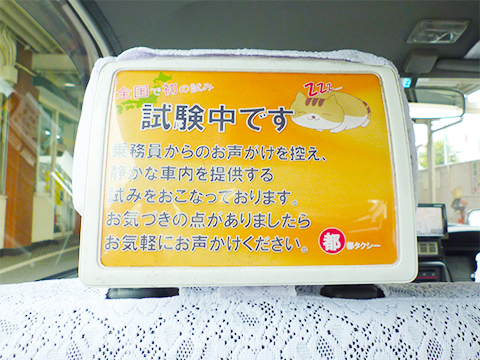 全国で初の試み
ZZZ
試験中です
乗務員からのお声がけを控え、
静かな車内を提供する
試みをおこなっております。
お気づきの点がありましたら
お気軽にお声かけください。
都 都タクシー